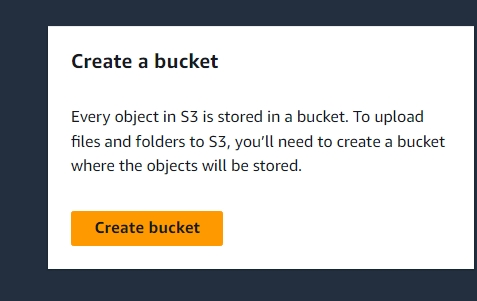 Create a bucket
Every object in S3 is stored in a bucket. To upload
files and folders to S3, you’ll need to create a bucket
where the objects will be stored.
Create bucket